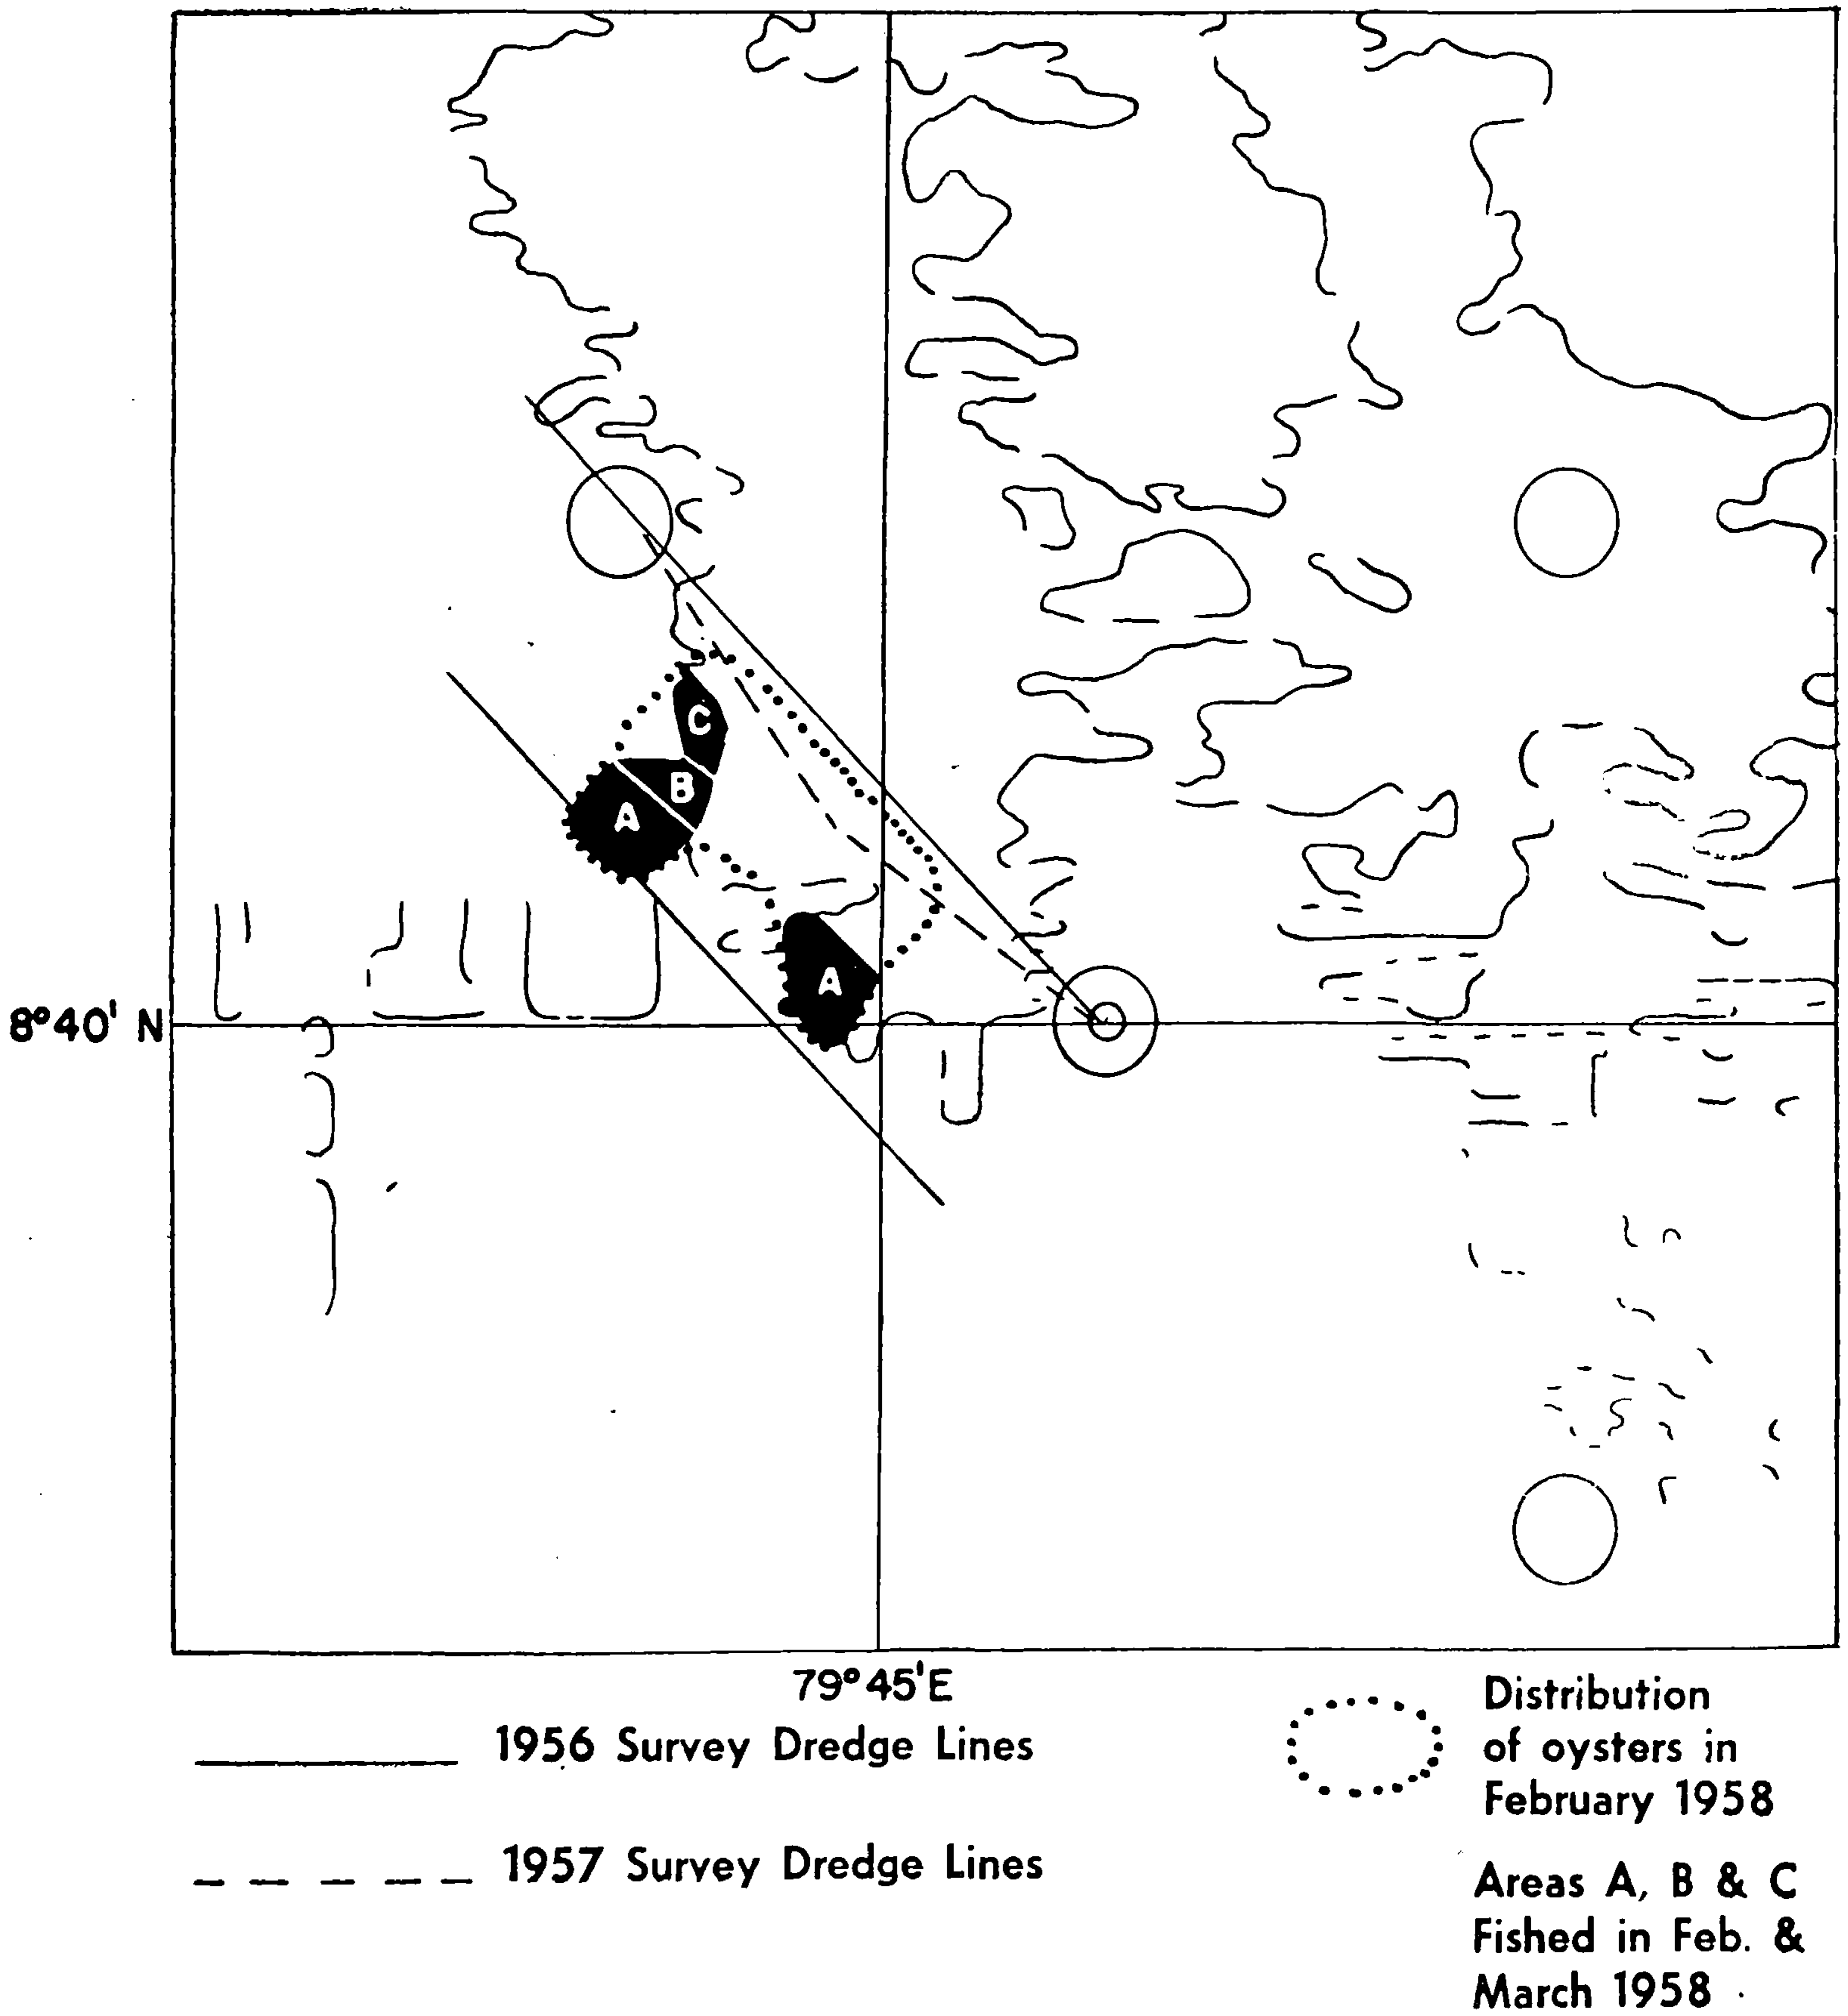 C
B
A
A
8°40' N
79°45'E
1956 Survey Dredge Lines
1957 Survey Dredge Lines
Distribution
of oysters in
February 1958
Areas A, B & C
Fished in Feb. &
March 1958